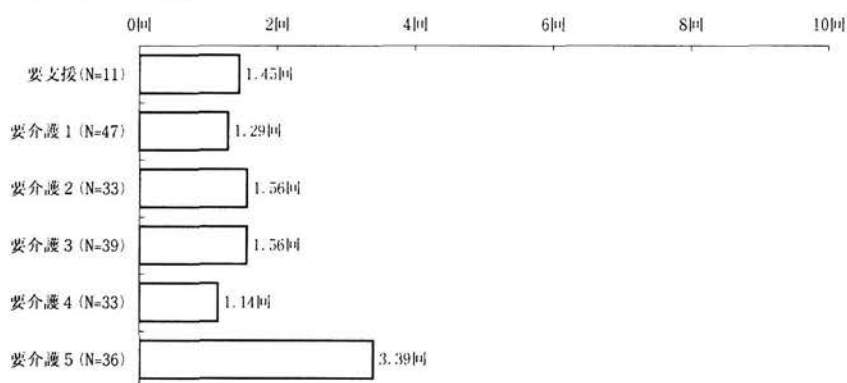 0回 2回 4回 6回 8回 10回
要支援(N=11) 1.45回
要介護1(N=47) 1.29回
要介護2(N=33) 1.56回
要介護3(N=39) 1.56回
要介護4(N=33) 1.14回
要介護5(N=36) 3.39回